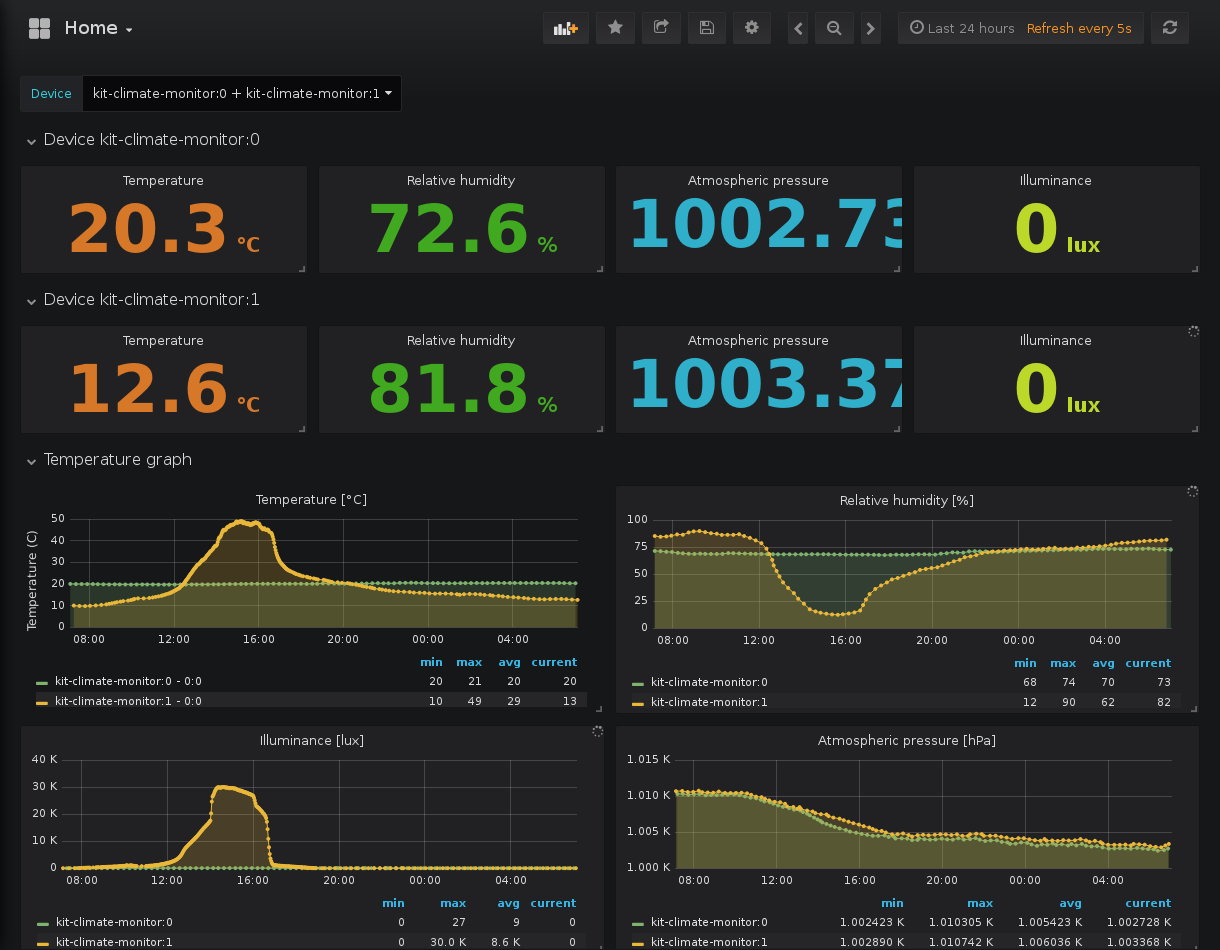 Home
Last 24 hours Refresh every 5s
Device kit-climate-monitor:0 + kit-climate-monitor:1
Device kit-climate-monitor:0
Temperature Relative humidity Atmospheric pressure Illuminance
20.3 °C 72.6 % 1002.73 0 lux
Device kit-climate-monitor:1
Temperature Relative humidity Atmospheric pressure Illuminance
12.6 °C 81.8 % 1003.37 0 lux
Temperature graph
Temperature [°C]
Temperature (C)
50
40
30
20
10
0
08:00 12:00 16:00 20:00 00:00 04:00
min max avg current
kit-climate-monitor:0 - 0:0 20 21 20 20
kit-climate-monitor:1 - 0:0 10 49 29 13
Relative humidity [%]
100
75
50
25
0
08:00 12:00 16:00 20:00 00:00 04:00
min max avg current
kit-climate-monitor:0 68 74 70 73
kit-climate-monitor:1 12 90 62 82
Illuminance [lux]
40 K
30 K
20 K
10 K
0
08:00 12:00 16:00 20:00 00:00 04:00
min max avg current
kit-climate-monitor:0 0 27 9 0
kit-climate-monitor:1 0 30.0 K 8.6 K 0
Atmospheric pressure [hPa]
1.015 K
1.010 K
1.005 K
1.000 K
08:00 12:00 16:00 20:00 00:00 04:00
min max avg current
kit-climate-monitor:0 1.002423 K 1.010305 K 1.005423 K 1.002728 K
kit-climate-monitor:1 1.002890 K 1.010742 K 1.006036 K 1.003368 K